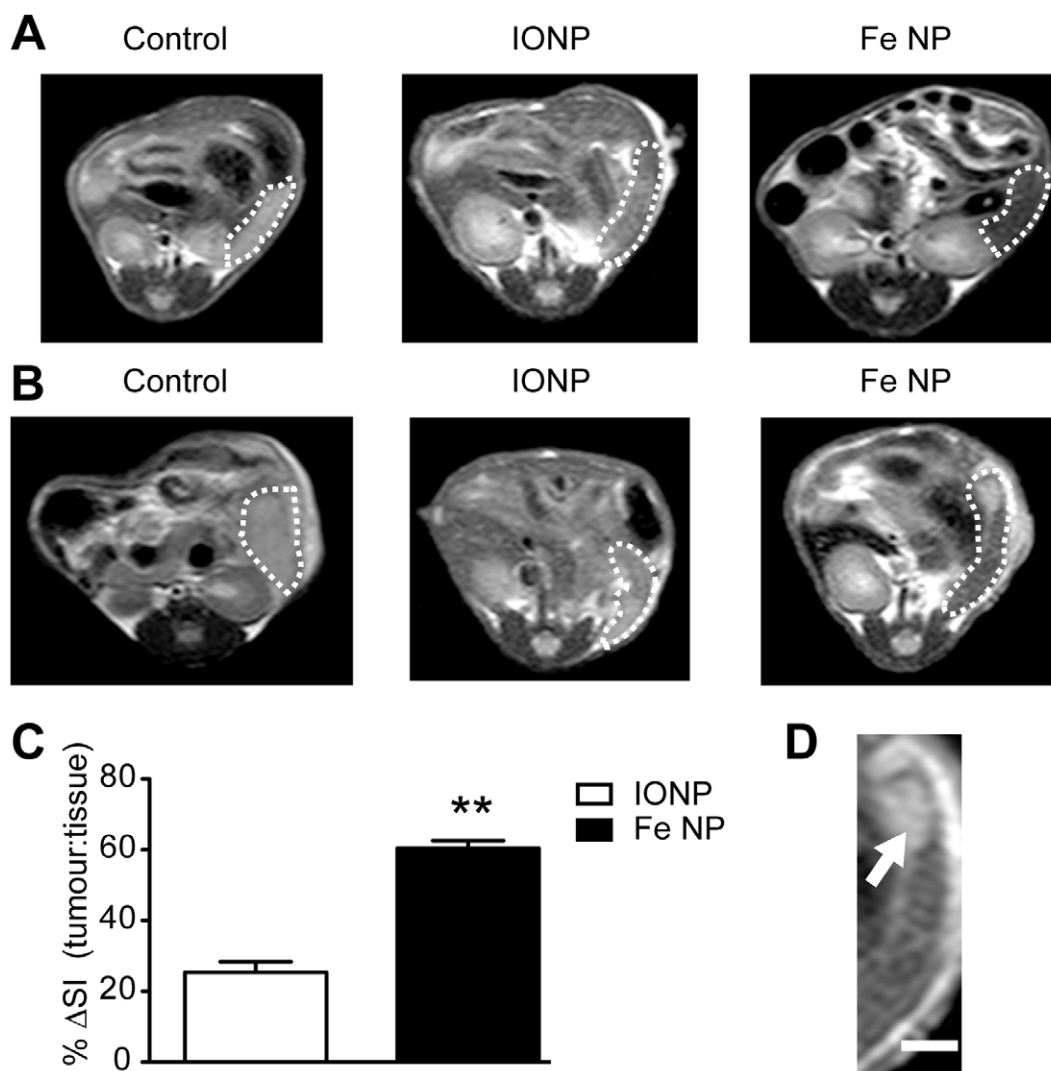 A
Control IONP Fe NP
B
Control IONP Fe NP
C
% ΔSI (tumour:tissue)
80
60
40
20
0
**
IONP
Fe NP
D